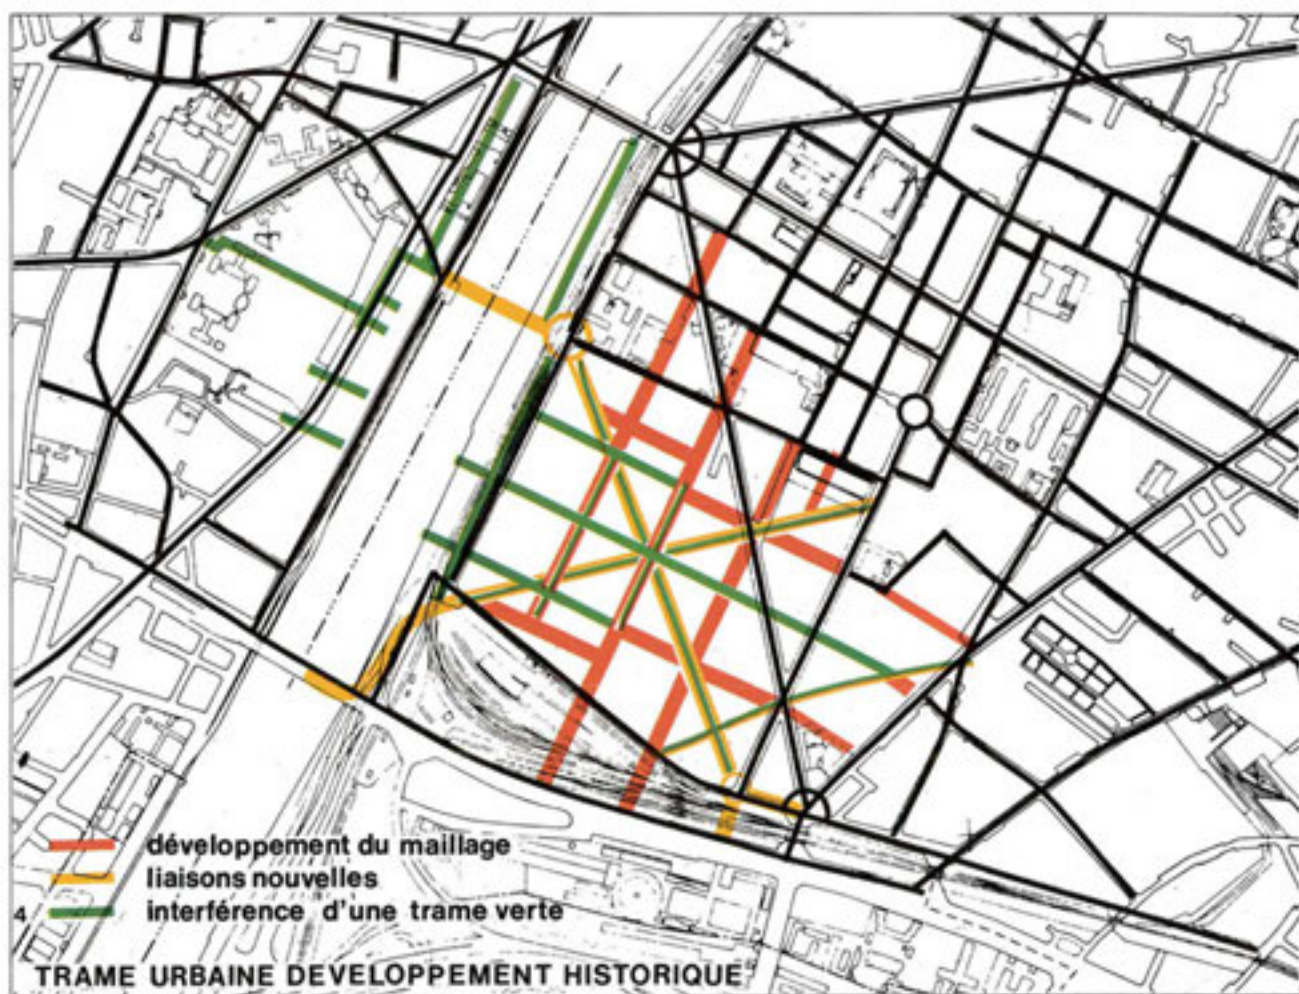 développement du maillage
liaisons nouvelles
4 interférence d'une trame verte
TRAME URBAINE DEVELOPPEMENT HISTORIQUE